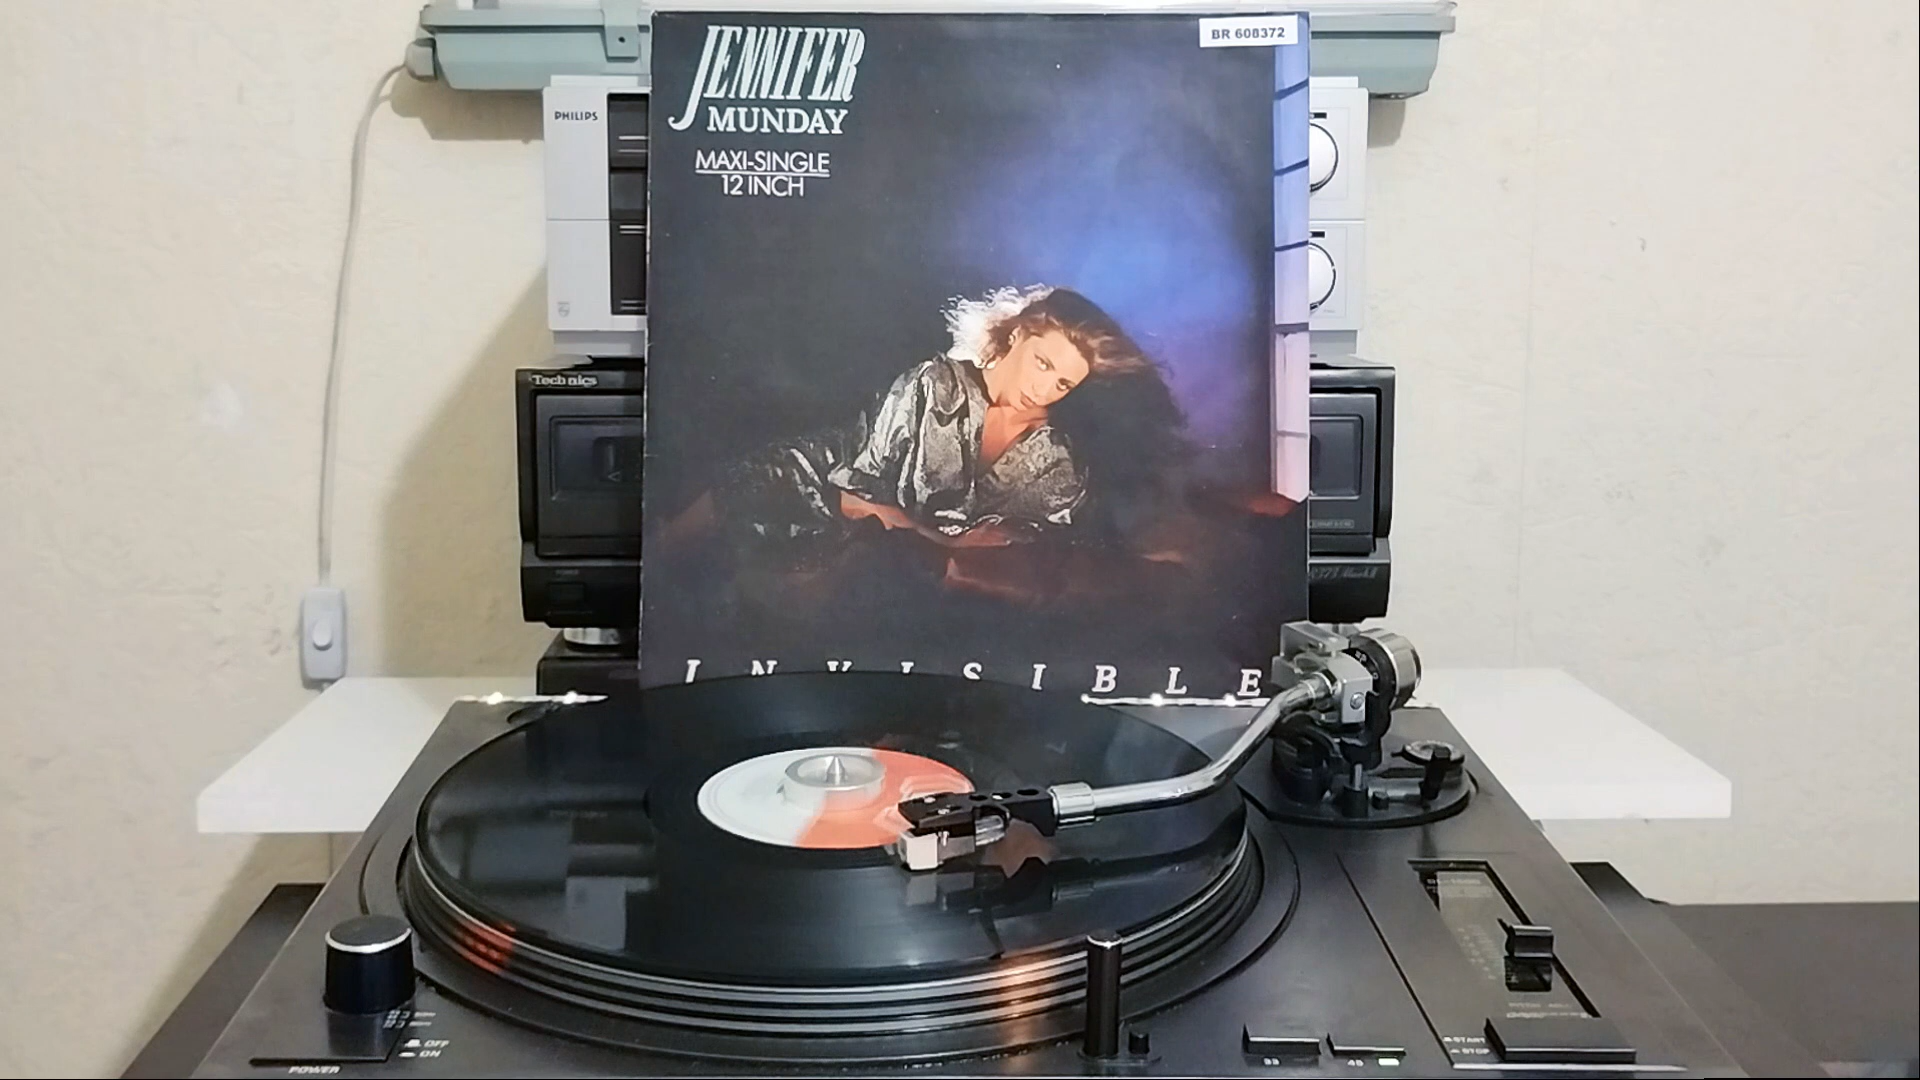 JENNIFER
MUNDAY
MAXI-SINGLE
12 INCH
BR 608372
PHILIPS
Technics
INVISIBLE
OFF
ON
POWER
33
45
START
STOP